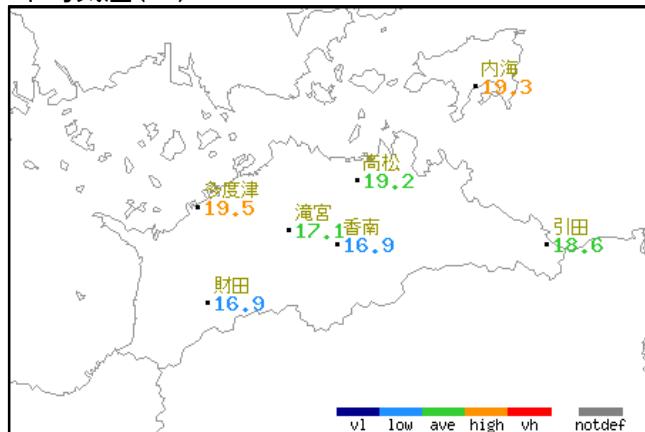 内海
19.3
高松
19.2
多度津
19.5
滝宮
17.1
香南
16.9
引田
18.6
財田
16.9
vl low ave high vh notdef